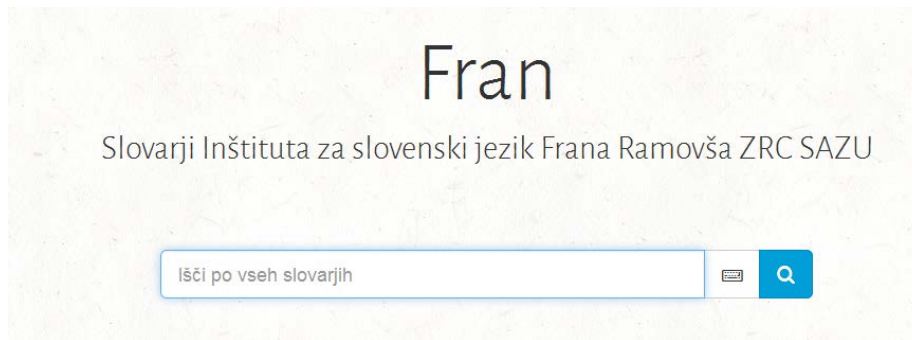 Fran
Slovarji Inštituta za slovenski jezik Frana Ramovša ZRC SAZU
Išči po vseh slovarjih